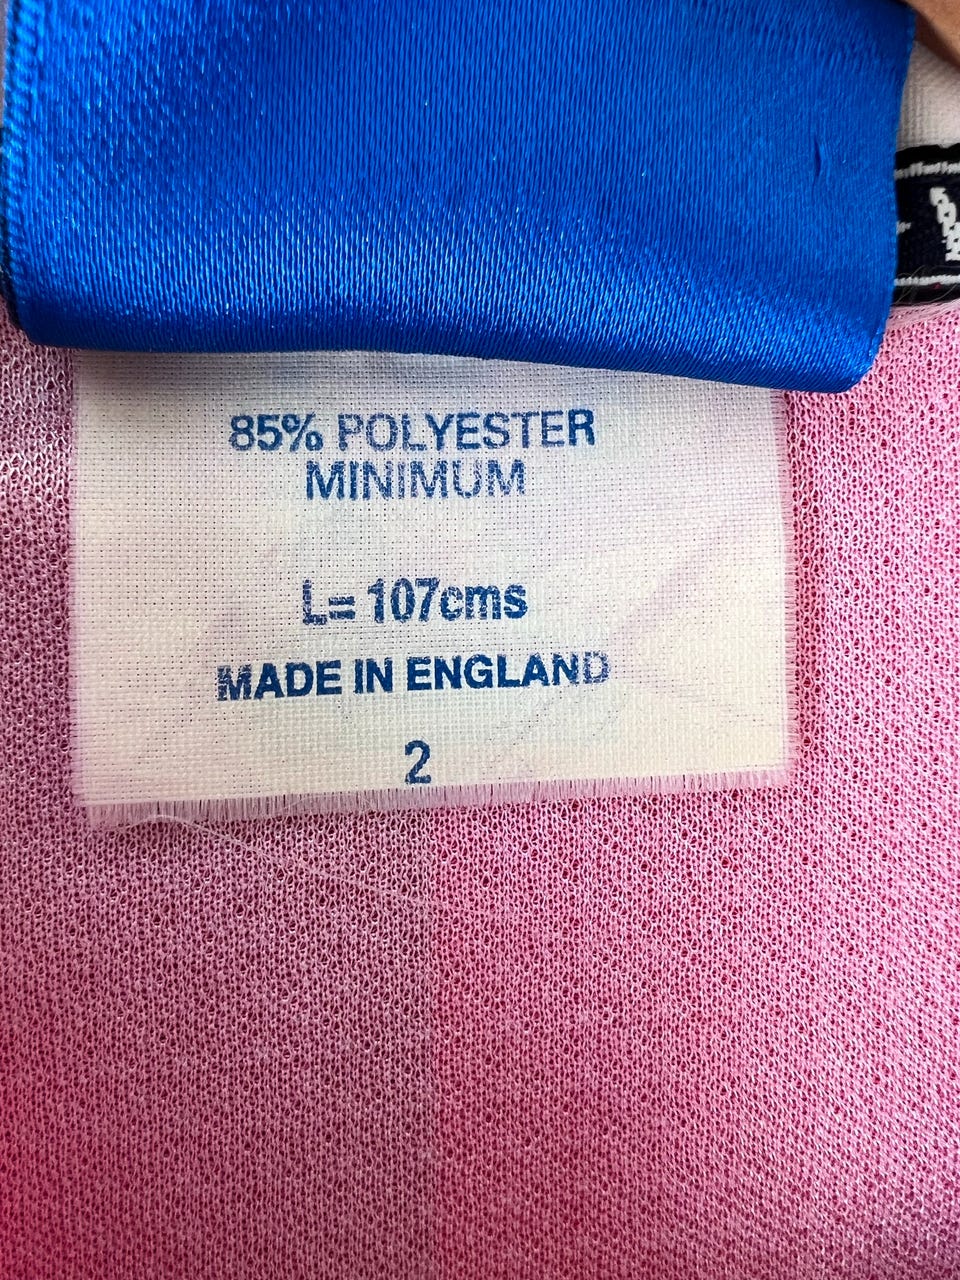 85% POLYESTER
MINIMUM
L= 107cms
MADE IN ENGLAND
2